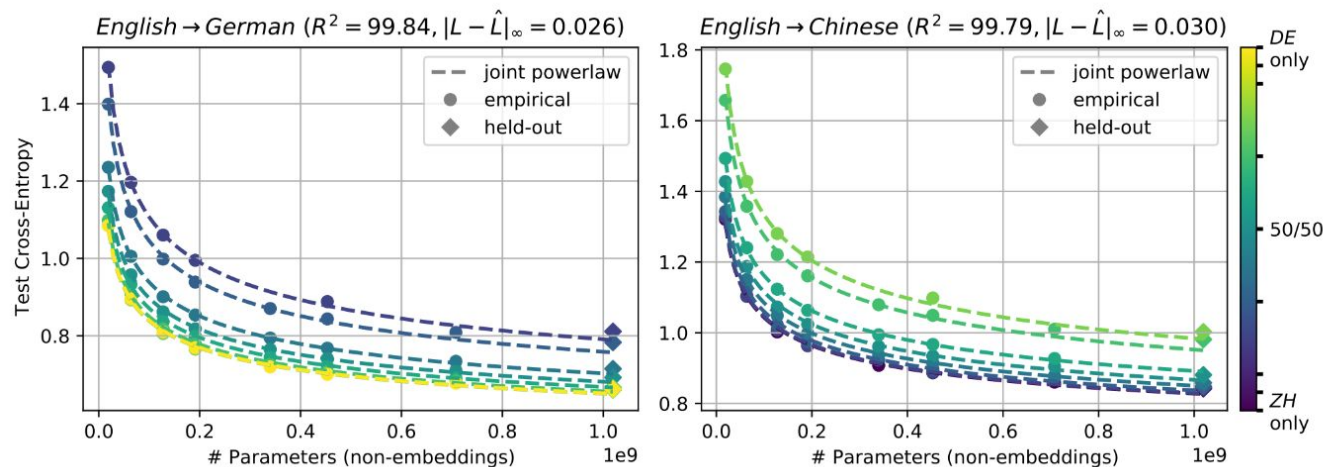 English → German (R² = 99.84, |L − L̂|∞ = 0.026)
Test Cross-Entropy
1.4
1.2
1.0
0.8
joint powerlaw
empirical
held-out
0.0 0.2 0.4 0.6 0.8 1.0
1e9
# Parameters (non-embeddings)
English → Chinese (R² = 99.79, |L − L̂|∞ = 0.030)
1.8
1.6
1.4
1.2
1.0
0.8
joint powerlaw
empirical
held-out
0.0 0.2 0.4 0.6 0.8 1.0
1e9
# Parameters (non-embeddings)
DE
only
50/50
ZH
only